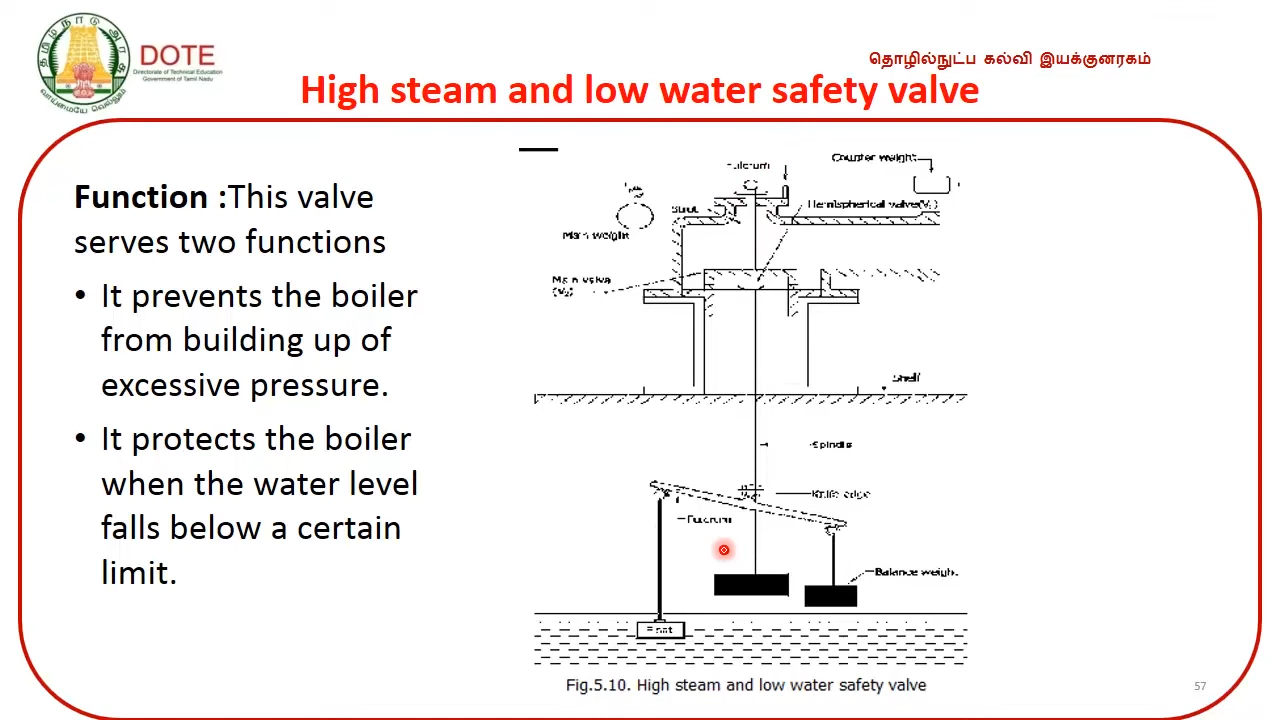 தமிழ்நாடு அரசு
வாய்மையே வெல்லும்
DOTE
Directorate of Technical Education
Government of Tamil Nadu
தொழில்நுட்ப கல்வி இயக்குனரகம்
High steam and low water safety valve
Function :This valve
serves two functions
• It prevents the boiler
from building up of
excessive pressure.
• It protects the boiler
when the water level
falls below a certain
limit.
Fulcrum
Counter weight
Hemispherical valve(V₁)
Strut
Main weight
Main valve
(V₂)
Shell
Spindle
Knife edge
Fulcrum
Balance weight
Float
Fig.5.10. High steam and low water safety valve
57